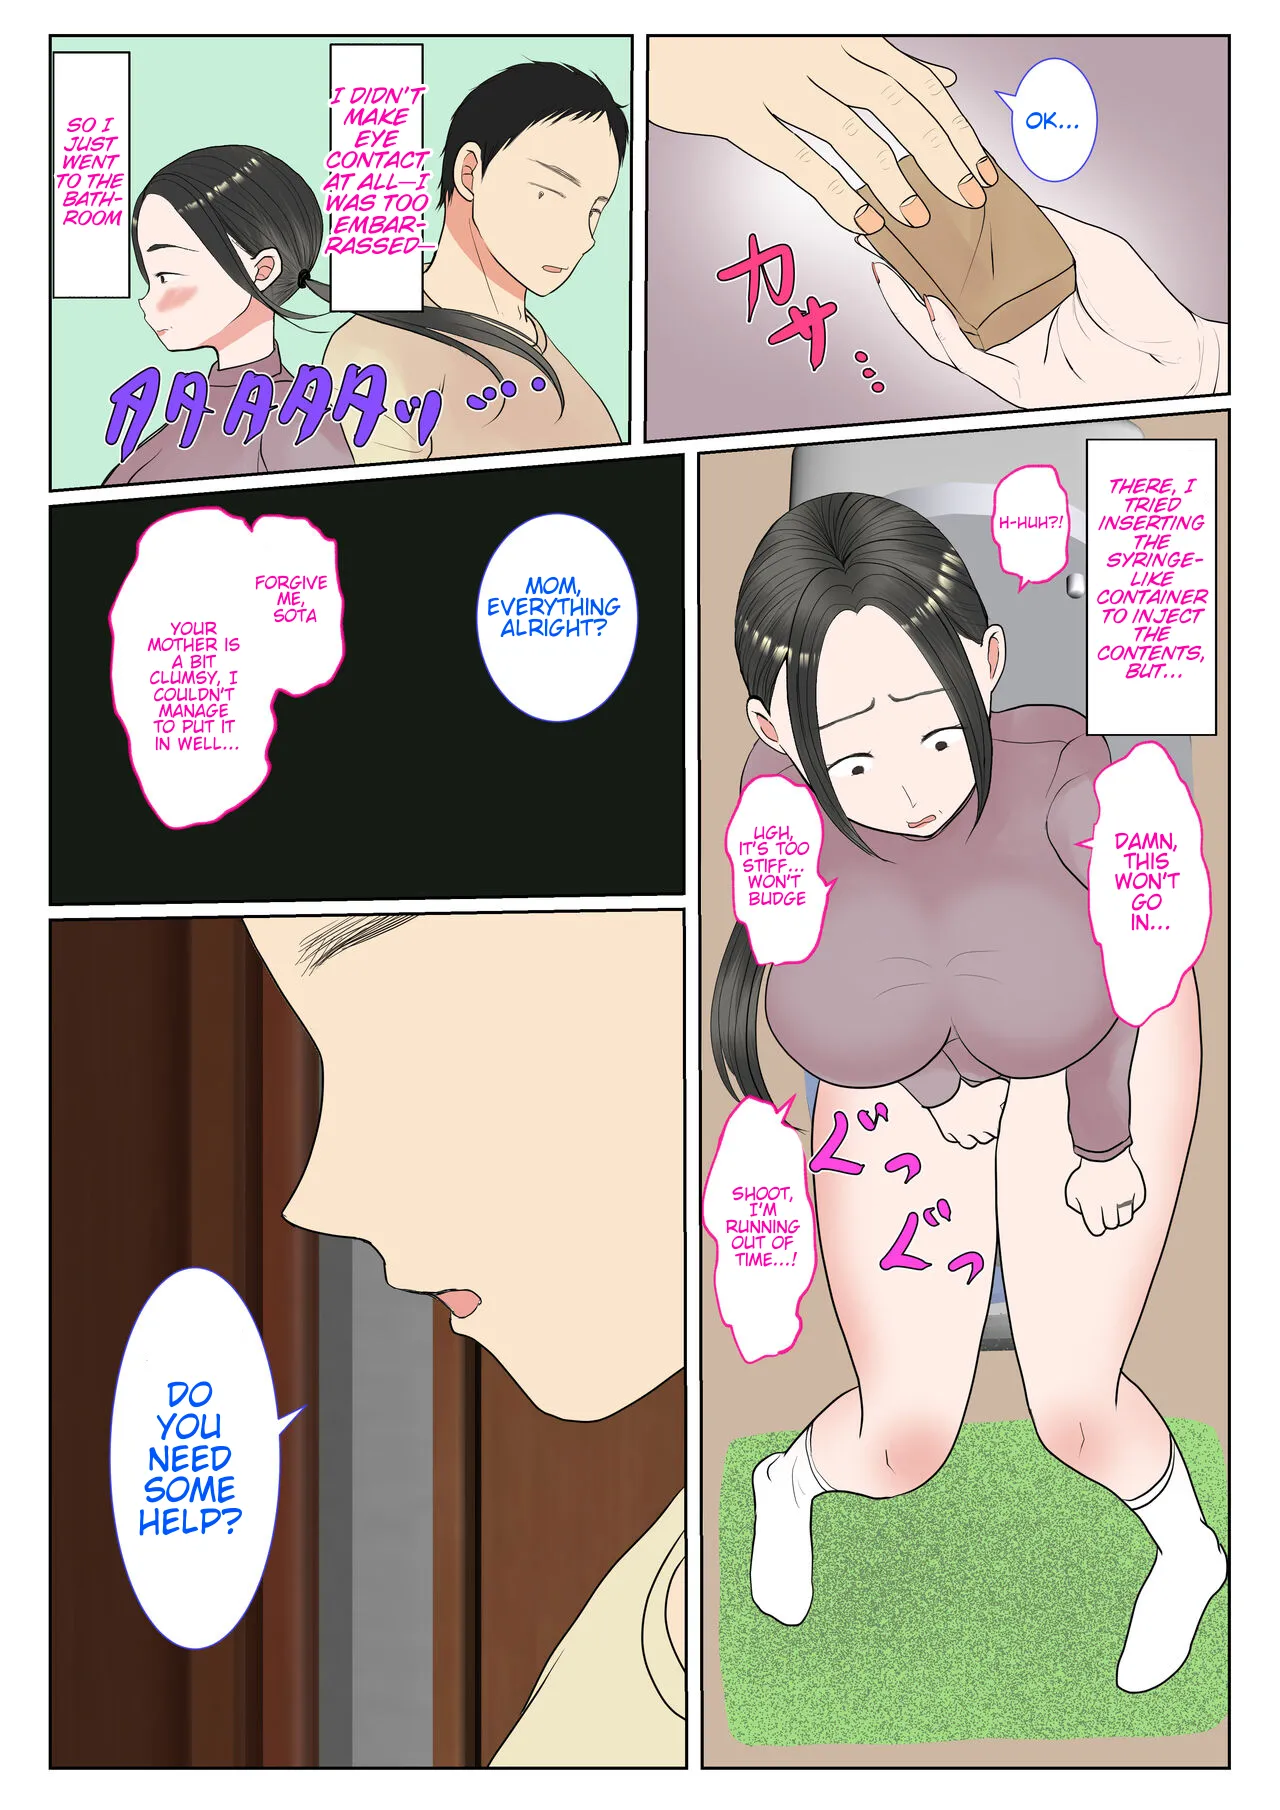 OK...
カサ...
I DIDN'T
MAKE
EYE
CONTACT
AT ALL—I
WAS TOO
EMBAR-
RASSED—
SO I
JUST
WENT
TO THE
BATH-
ROOM
タタタタタッ...
THERE, I
TRIED
INSERTING
THE
SYRINGE-
LIKE
CONTAINER
TO INJECT
THE
CONTENTS,
BUT...
H-HUH?!
DAMN,
THIS
WON'T
GO
IN...
UGH,
IT'S TOO
STIFF...
WON'T
BUDGE
ぐっ
ぐっ
SHOOT,
I'M
RUNNING
OUT OF
TIME...!
MOM,
EVERYTHING
ALRIGHT?
FORGIVE
ME,
SOTA
YOUR
MOTHER IS
A BIT
CLUMSY, I
COULDN'T
MANAGE
TO PUT IT
IN WELL...
DO
YOU
NEED
SOME
HELP?